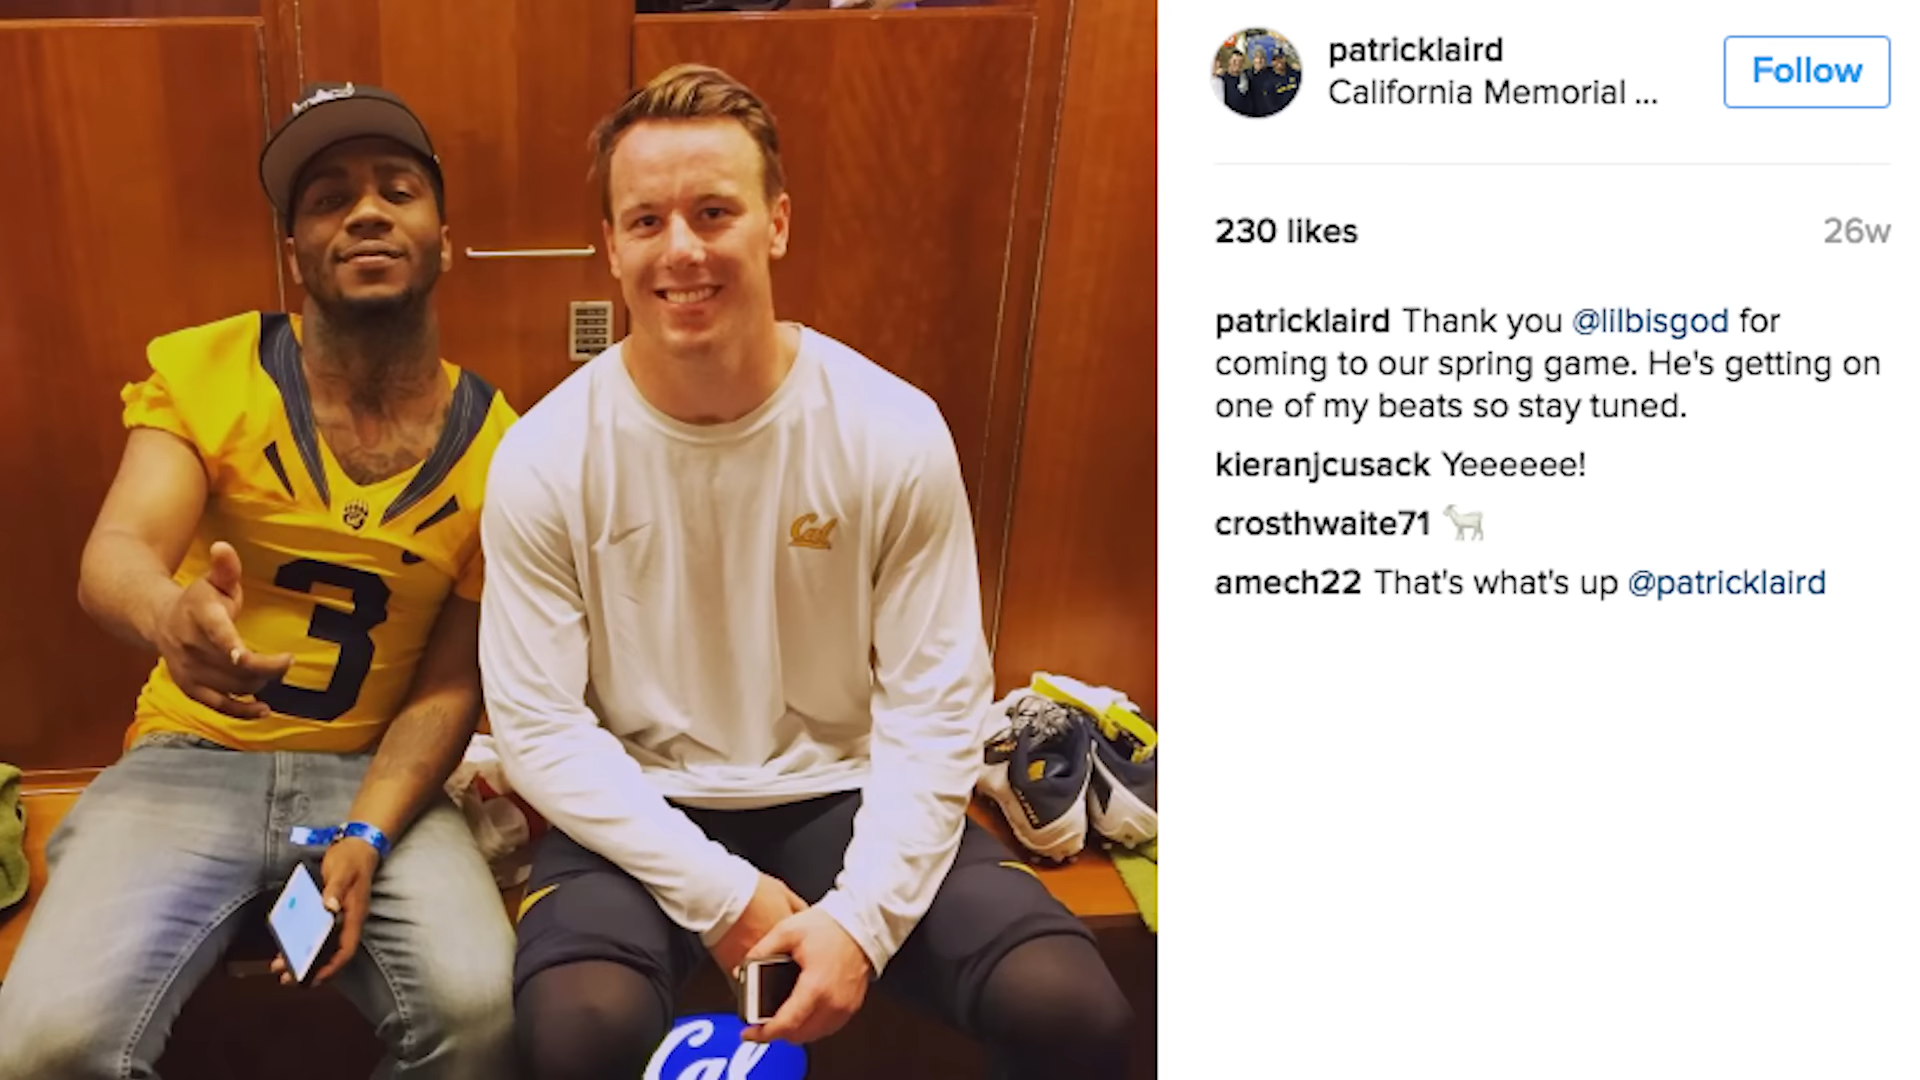 patricklaird
California Memorial ...
Follow
230 likes
26w
patricklaird Thank you @lilbisgod for
coming to our spring game. He's getting on
one of my beats so stay tuned.
kieranjcusack Yeeeeee!
crosthwaite71 🐐
amech22 That's what's up @patricklaird
3
Cal
Cal